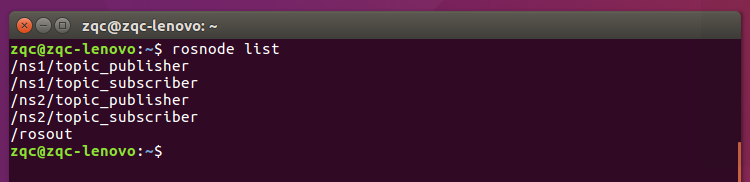 zqc@zqc-lenovo: ~
zqc@zqc-lenovo:~$ rosnode list
/ns1/topic_publisher
/ns1/topic_subscriber
/ns2/topic_publisher
/ns2/topic_subscriber
/rosout
zqc@zqc-lenovo:~$